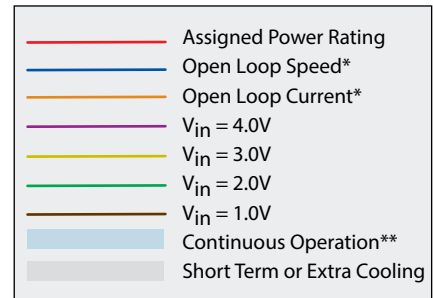 Assigned Power Rating
Open Loop Speed*
Open Loop Current*
Vin = 4.0V
Vin = 3.0V
Vin = 2.0V
Vin = 1.0V
Continuous Operation**
Short Term or Extra Cooling